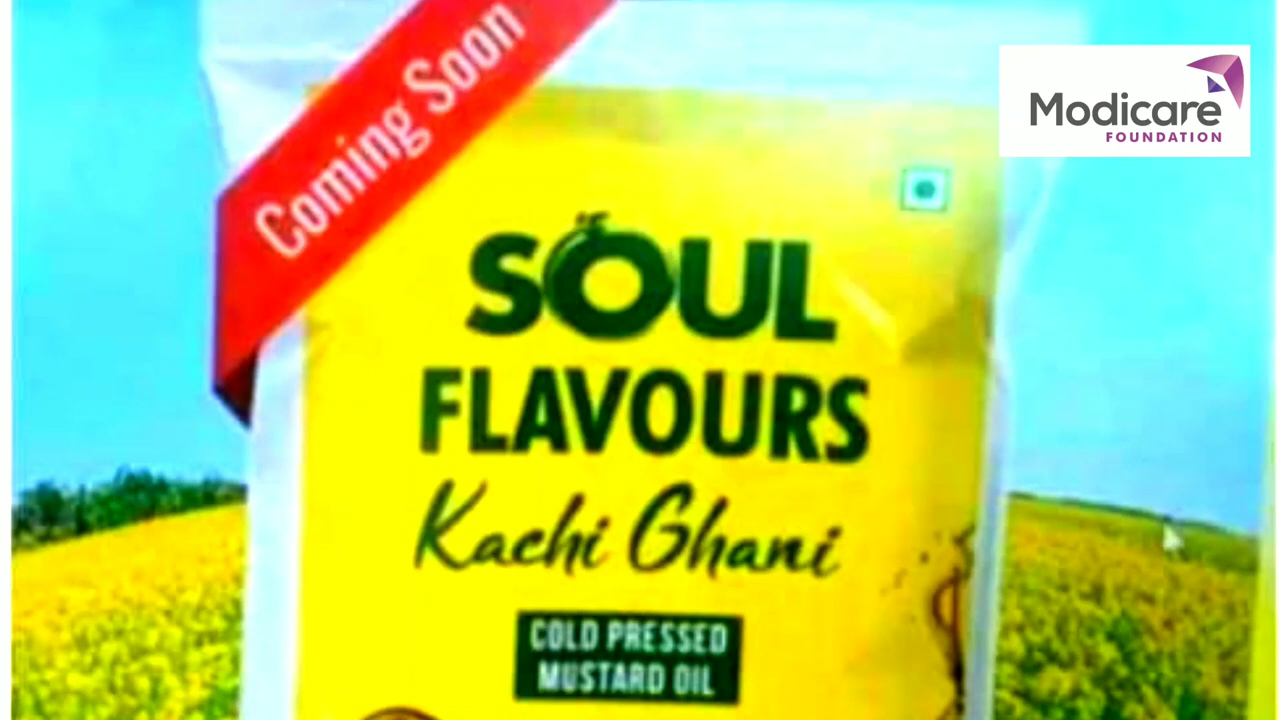 Coming Soon
Modicare
FOUNDATION
SOUL
FLAVOURS
Kachi Ghani
COLD PRESSED
MUSTARD OIL